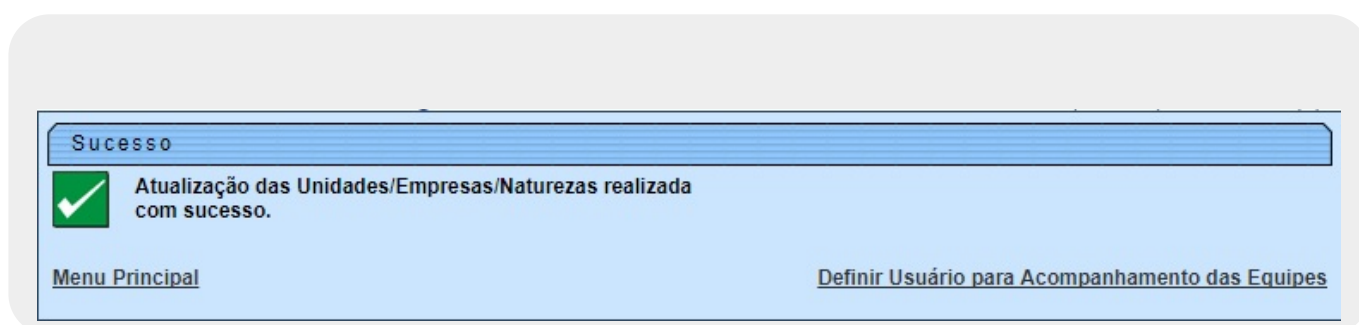 Sucesso
Atualização das Unidades/Empresas/Naturezas realizada
com sucesso.
Menu Principal
Definir Usuário para Acompanhamento das Equipes